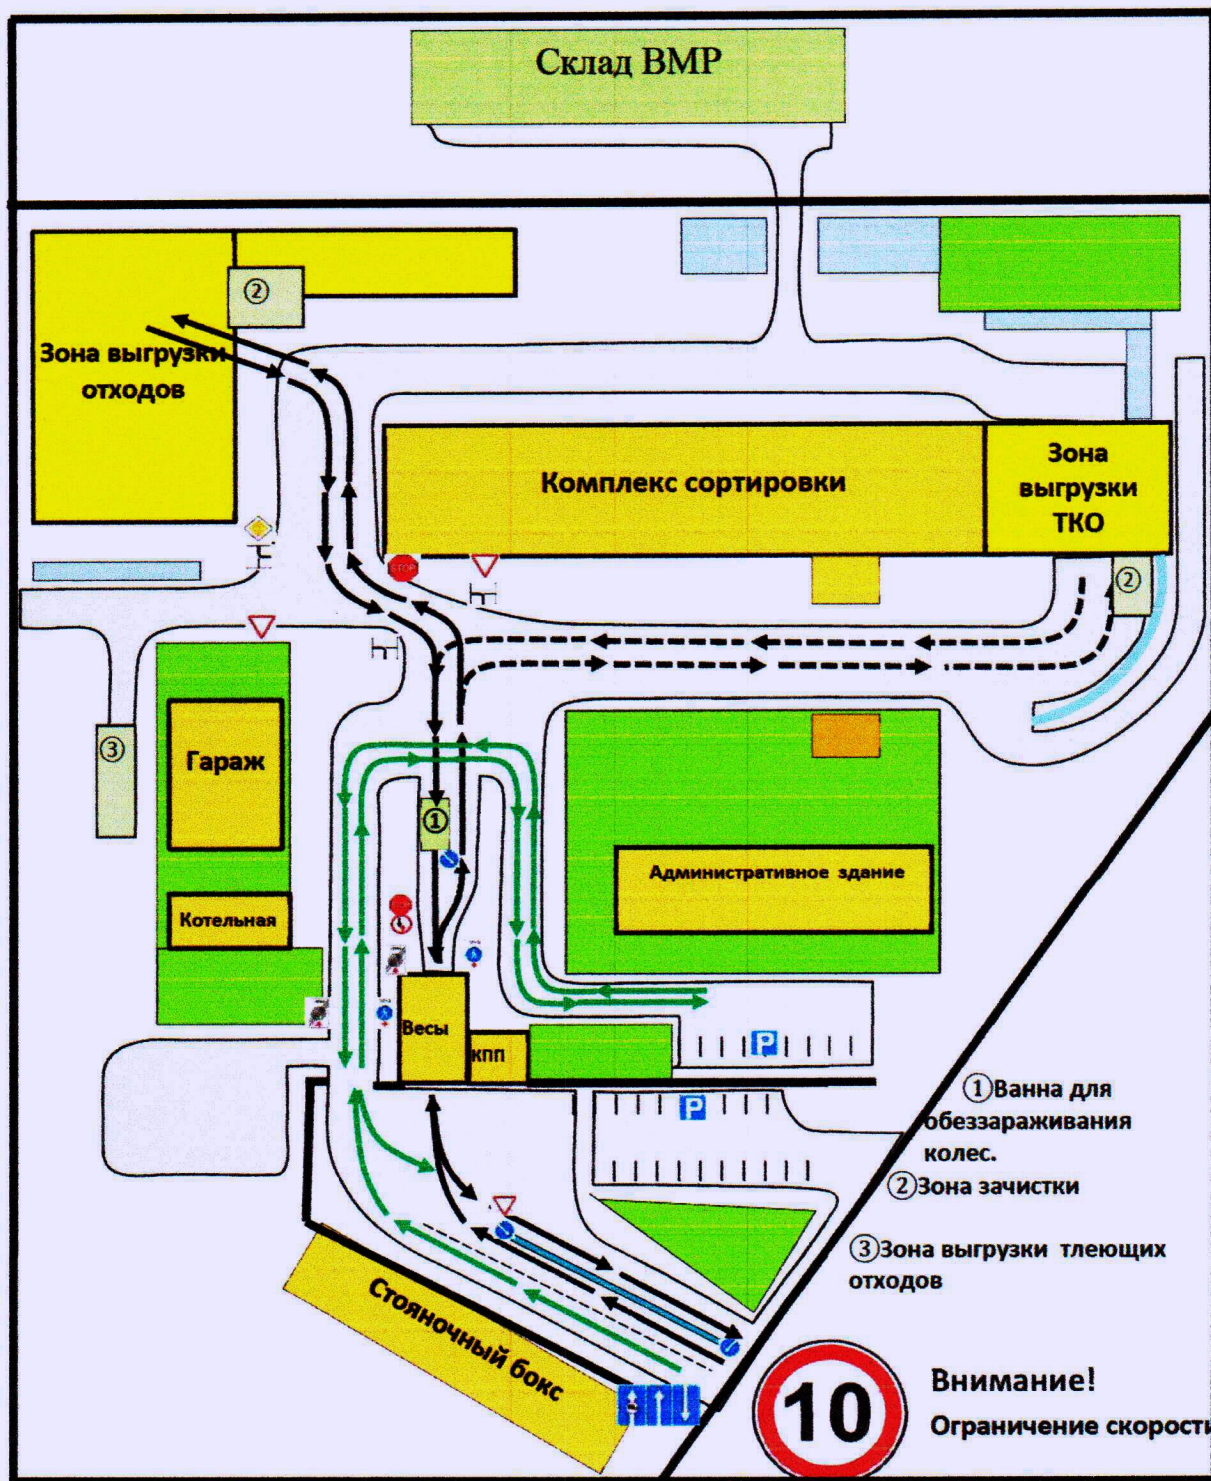 Склад ВМР
②
Зона выгрузки
отходов
Зона
выгрузки
ТКО
Комплекс сортировки
STOP
②
③
Гараж
①
Административное здание
Котельная
Весы
КПП
P
P
①Ванна для
обеззараживания
колес.
②Зона зачистки
③Зона выгрузки тлеющих
отходов
Стояночный бокс
10
Внимание!
Ограничение скорости